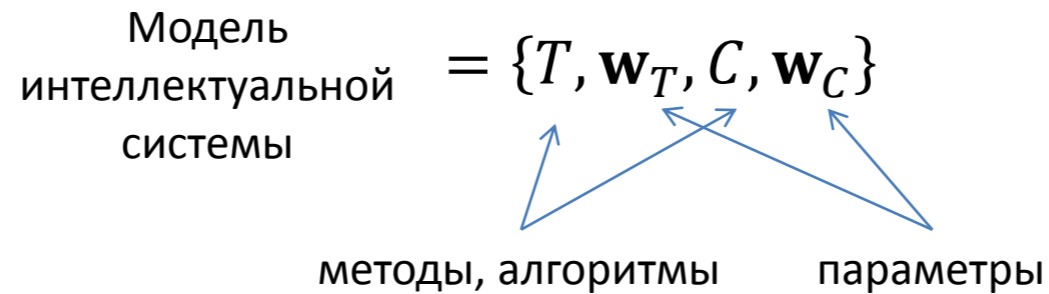 Модель
интеллектуальной
системы
= {T, w_T, C, w_C}
методы, алгоритмы
параметры